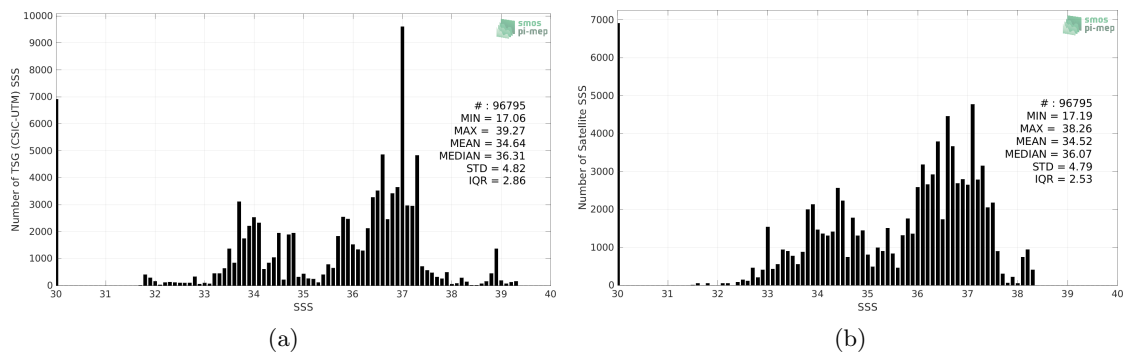 10000
9000
8000
7000
6000
5000
4000
3000
2000
1000
0
Number of TSG (CSIC-UTM) SSS
smos
pi-mep
# : 96795
MIN = 17.06
MAX = 39.27
MEAN = 34.64
MEDIAN = 36.31
STD = 4.82
IQR = 2.86
30 31 32 33 34 35 36 37 38 39 40
SSS
(a)
7000
6000
5000
4000
3000
2000
1000
0
Number of Satellite SSS
smos
pi-mep
# : 96795
MIN = 17.19
MAX = 38.26
MEAN = 34.52
MEDIAN = 36.07
STD = 4.79
IQR = 2.53
30 31 32 33 34 35 36 37 38 39 40
SSS
(b)